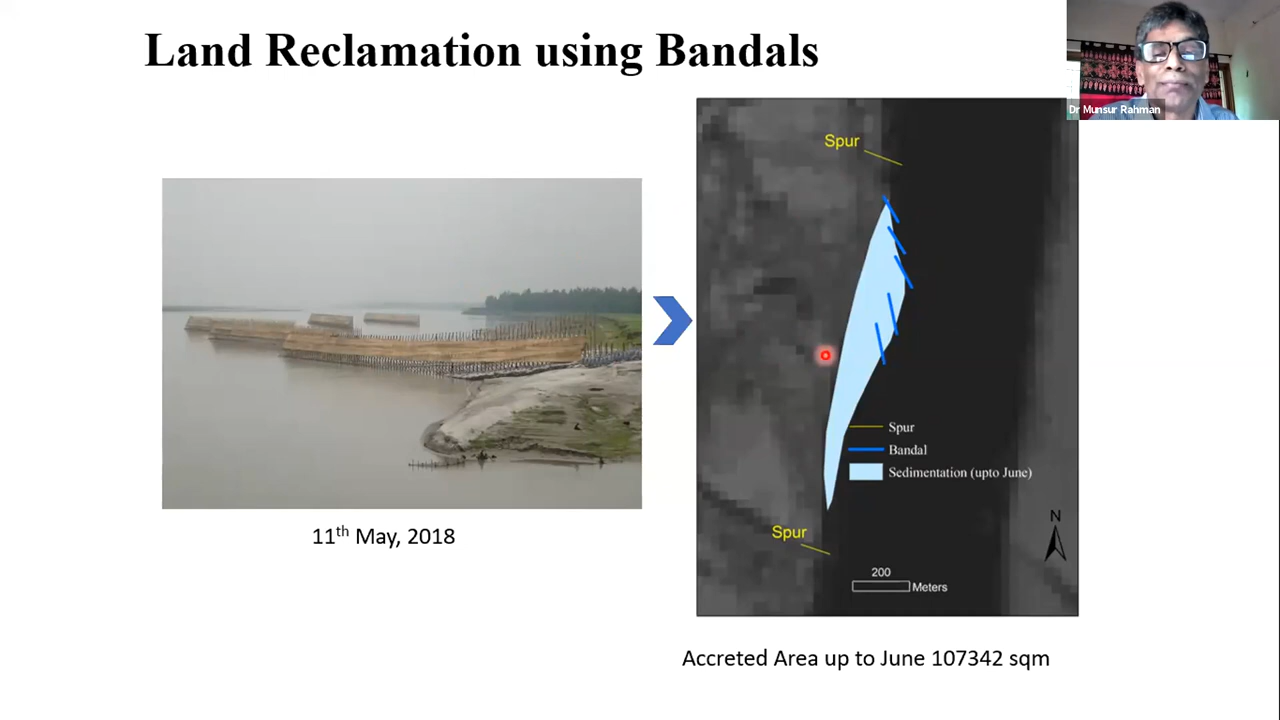 Land Reclamation using Bandals
Dr Munsur Rahman
Spur
Spur
Bandal
Sedimentation (upto June)
Spur
N
200
Meters
11th May, 2018
Accreted Area up to June 107342 sqm